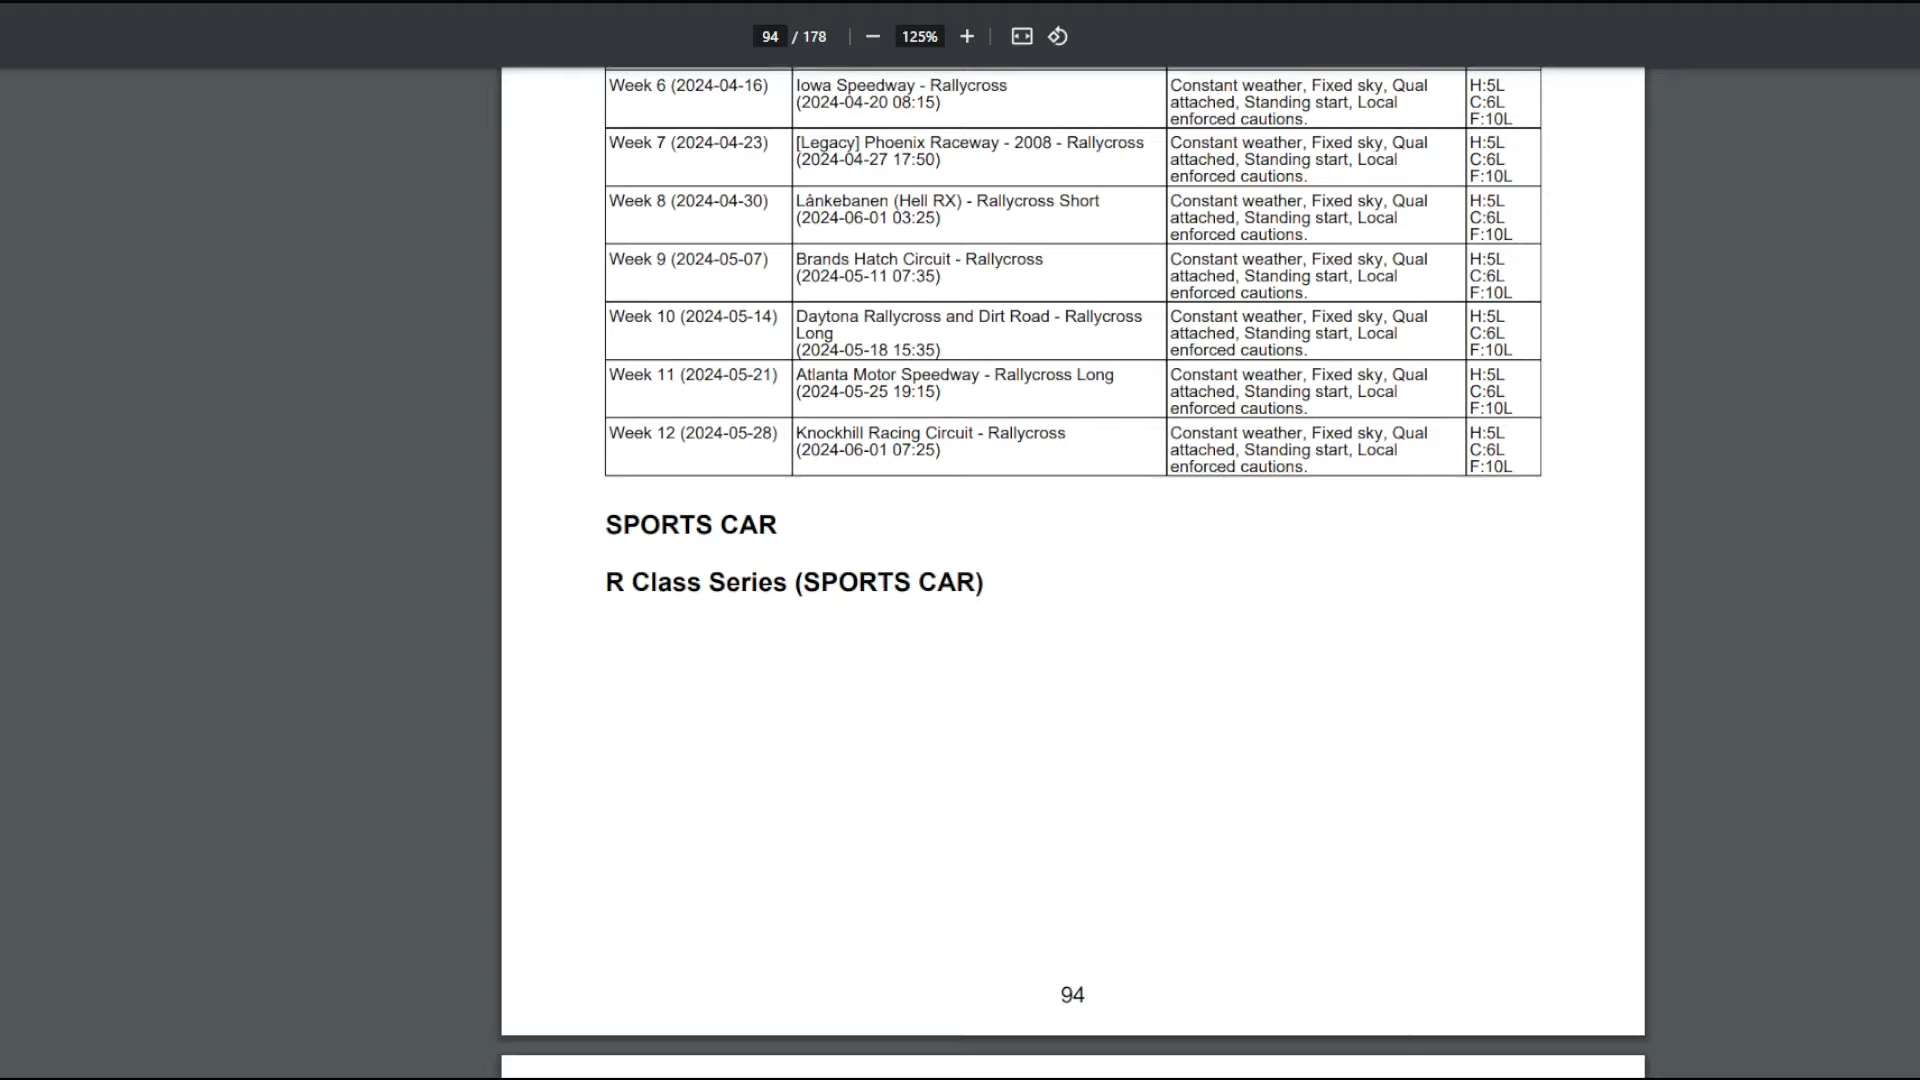 94 / 178 125%
Week 6 (2024-04-16) Iowa Speedway - Rallycross Constant weather, Fixed sky, Qual H:5L
(2024-04-20 08:15) attached, Standing start, Local C:6L
enforced cautions. F:10L
Week 7 (2024-04-23) [Legacy] Phoenix Raceway - 2008 - Rallycross Constant weather, Fixed sky, Qual H:5L
(2024-04-27 17:50) attached, Standing start, Local C:6L
enforced cautions. F:10L
Week 8 (2024-04-30) Lånkebanen (Hell RX) - Rallycross Short Constant weather, Fixed sky, Qual H:5L
(2024-06-01 03:25) attached, Standing start, Local C:6L
enforced cautions. F:10L
Week 9 (2024-05-07) Brands Hatch Circuit - Rallycross Constant weather, Fixed sky, Qual H:5L
(2024-05-11 07:35) attached, Standing start, Local C:6L
enforced cautions. F:10L
Week 10 (2024-05-14) Daytona Rallycross and Dirt Road - Rallycross Constant weather, Fixed sky, Qual H:5L
Long attached, Standing start, Local C:6L
(2024-05-18 15:35) enforced cautions. F:10L
Week 11 (2024-05-21) Atlanta Motor Speedway - Rallycross Long Constant weather, Fixed sky, Qual H:5L
(2024-05-25 19:15) attached, Standing start, Local C:6L
enforced cautions. F:10L
Week 12 (2024-05-28) Knockhill Racing Circuit - Rallycross Constant weather, Fixed sky, Qual H:5L
(2024-06-01 07:25) attached, Standing start, Local C:6L
enforced cautions. F:10L
SPORTS CAR
R Class Series (SPORTS CAR)
94